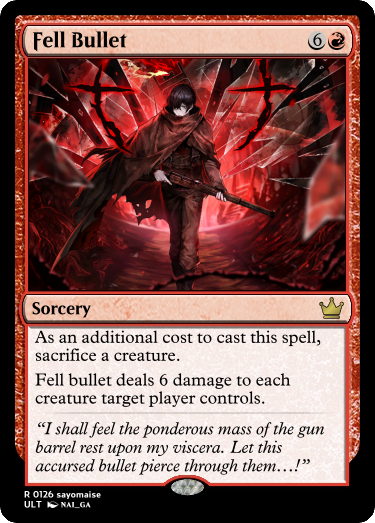 Fell Bullet 6
Sorcery
As an additional cost to cast this spell,
sacrifice a creature.
Fell bullet deals 6 damage to each
creature target player controls.
“I shall feel the ponderous mass of the gun
barrel rest upon my viscera. Let this
accursed bullet pierce through them...!”
R 0126 sayomaise
ULT NAI_GA